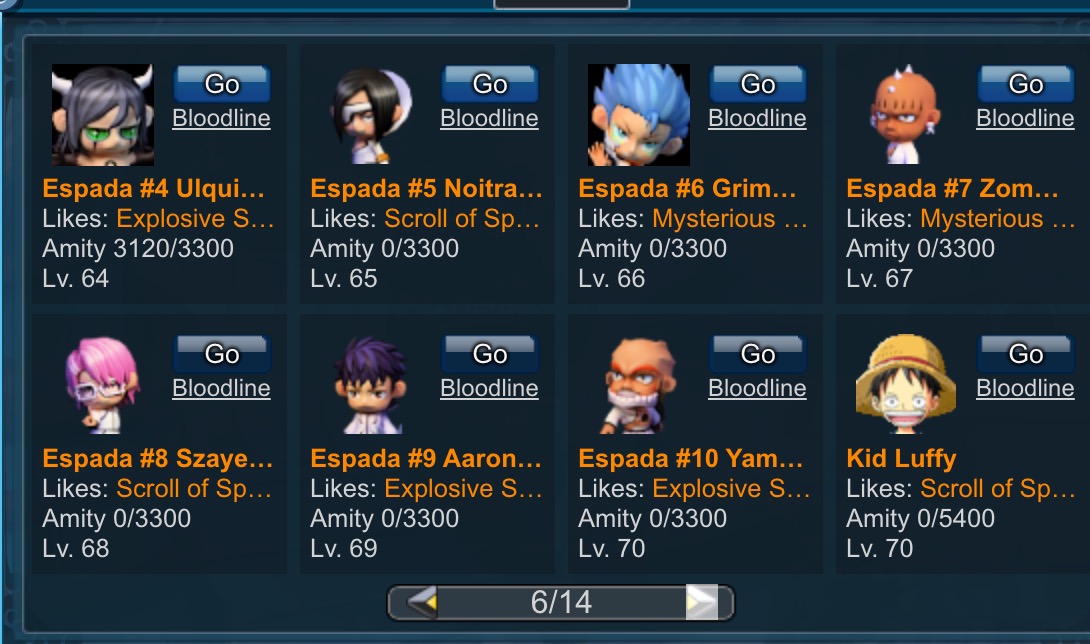 Go
Bloodline
Espada #4 Ulqui...
Likes: Explosive S...
Amity 3120/3300
Lv. 64
Go
Bloodline
Espada #5 Noitra...
Likes: Scroll of Sp...
Amity 0/3300
Lv. 65
Go
Bloodline
Espada #6 Grim...
Likes: Mysterious ...
Amity 0/3300
Lv. 66
Go
Bloodline
Espada #7 Zom...
Likes: Mysterious ...
Amity 0/3300
Lv. 67
Go
Bloodline
Espada #8 Szaye...
Likes: Scroll of Sp...
Amity 0/3300
Lv. 68
Go
Bloodline
Espada #9 Aaron...
Likes: Explosive S...
Amity 0/3300
Lv. 69
Go
Bloodline
Espada #10 Yam...
Likes: Explosive S...
Amity 0/3300
Lv. 70
Go
Bloodline
Kid Luffy
Likes: Scroll of Sp...
Amity 0/5400
Lv. 70
6/14